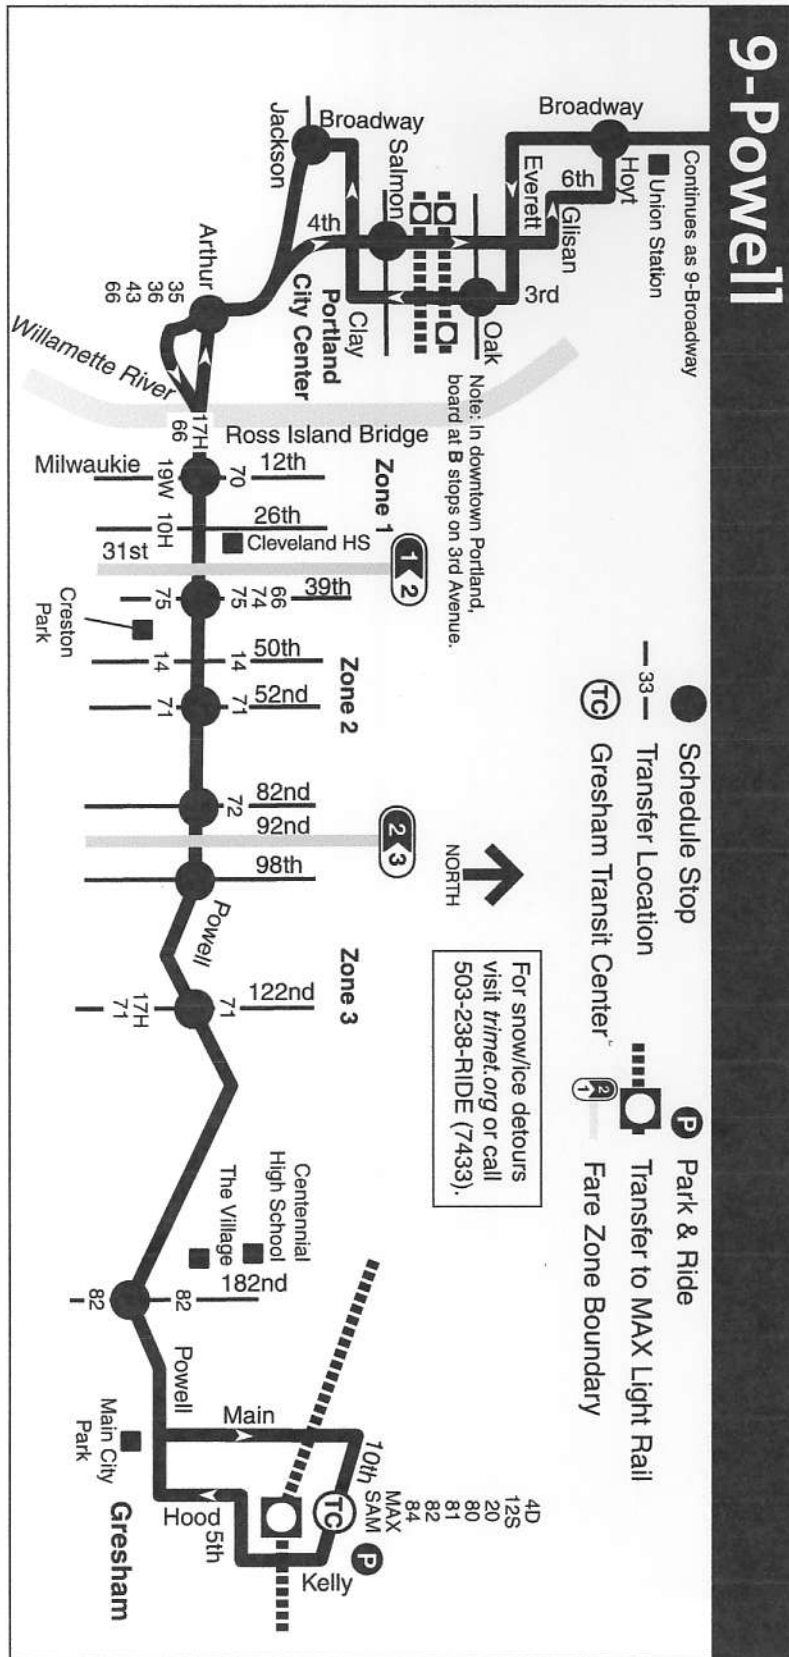 9-Powell
Continues as 9-Broadway
Union Station
Broadway
Hoyt
6th
Glisan
Everett
3rd
Oak
Broadway
Salmon
4th
Jackson
Clay
Portland
City Center
Arthur
35
36
43
66
Willamette River
Note: In downtown Portland,
board at B stops on 3rd Avenue.
17H
66
Ross Island Bridge
Milwaukie
19W
70
12th
Zone 1
10H
26th
Cleveland HS
31st
1
2
75
75
74
66
39th
Creston
Park
14
14
50th
71
71
52nd
Zone 2
72
82nd
92nd
2
3
98th
Powell
Zone 3
17H
71
71
122nd
NORTH
Schedule Stop
33
Transfer Location
TC
Gresham Transit Center
P
Park & Ride
Transfer to MAX Light Rail
2
1
Fare Zone Boundary
For snow/ice detours
visit trimet.org or call
503-238-RIDE (7433).
Centennial
High School
The Village
182nd
82
82
Powell
Main
Main City
Park
10th
4D
12S
20
80
81
82
84
MAX
SAM
TC
P
Hood
5th
Kelly
Gresham